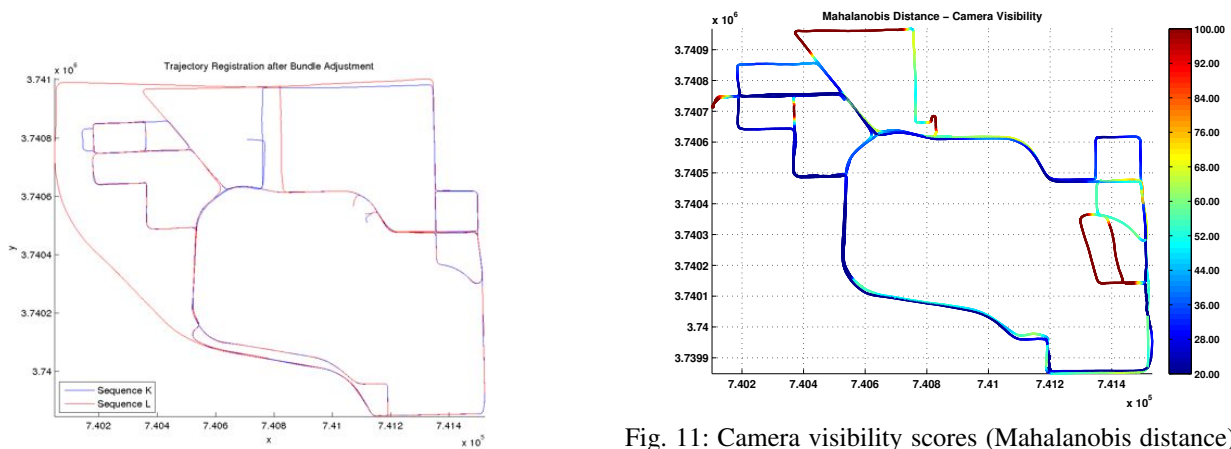 x 10⁶
Trajectory Registration after Bundle Adjustment
3.741
3.7408
3.7406
3.7404
3.7402
3.74
y
Sequence K
Sequence L
7.402 7.404 7.406 7.408 7.41 7.412 7.414
x
x 10⁵
x 10⁶
Mahalanobis Distance – Camera Visibility
3.7409
3.7408
3.7407
3.7406
3.7405
3.7404
3.7403
3.7402
3.7401
3.74
3.7399
7.402 7.404 7.406 7.408 7.41 7.412 7.414
x 10⁵
100.00
92.00
84.00
76.00
68.00
60.00
52.00
44.00
36.00
28.00
20.00
Fig. 11: Camera visibility scores (Mahalanobis distance)